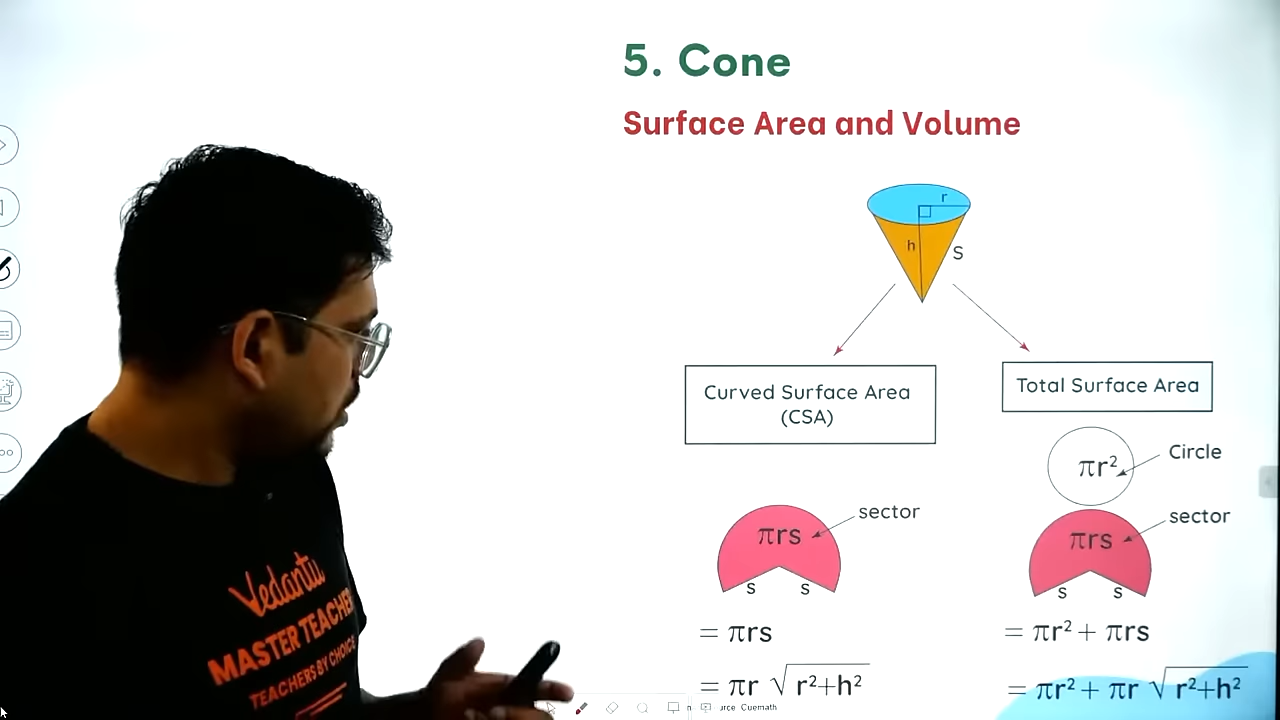 5. Cone
Surface Area and Volume
r
h
S
Curved Surface Area
(CSA)
Total Surface Area
πr²
Circle
πrs
sector
s s
πrs
sector
s s
= πrs
= πr √r²+h²
= πr² + πrs
= πr² + πr √r²+h²
Cuemath
Vedantu
MASTER TEACHER
TEACHERS BY CHOICE